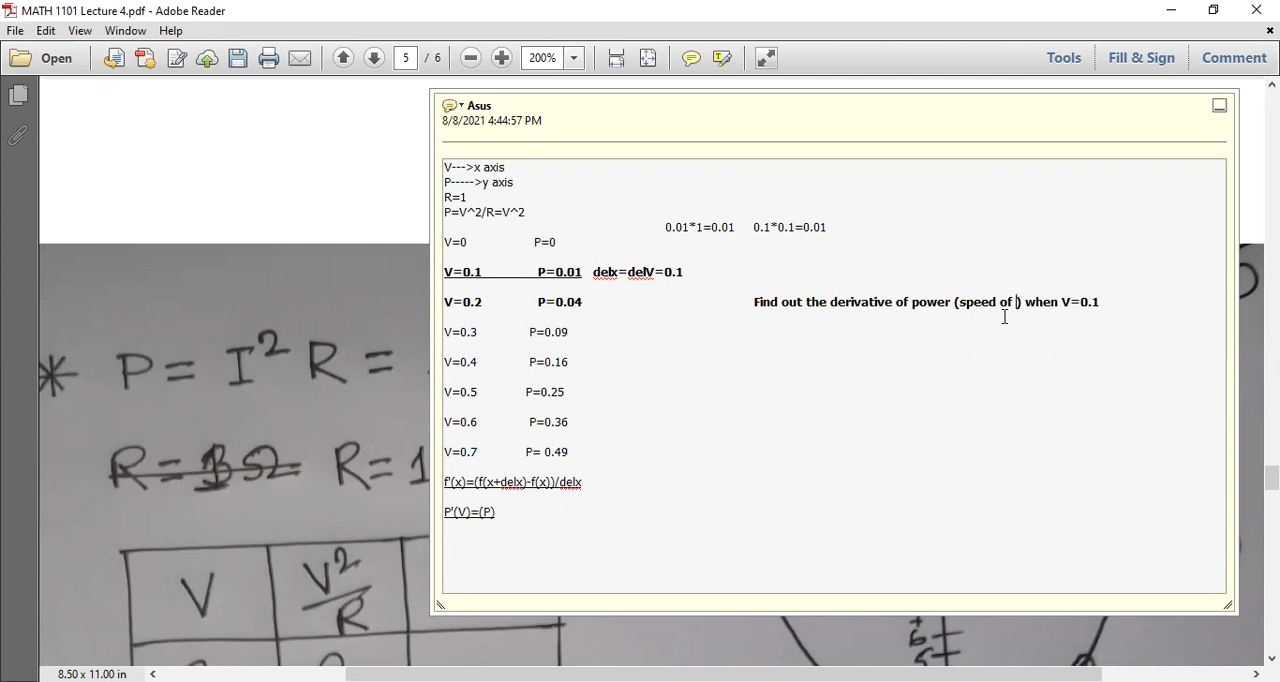 MATH 1101 Lecture 4.pdf - Adobe Reader
File Edit View Window Help
Open 5 / 6 200% Tools Fill & Sign Comment
Asus
8/8/2021 4:44:57 PM
V--->x axis
P----->y axis
R=1
P=V^2/R=V^2
0.01*1=0.01 0.1*0.1=0.01
V=0 P=0
V=0.1 P=0.01 delx=delV=0.1
V=0.2 P=0.04 Find out the derivative of power (speed of ) when V=0.1
V=0.3 P=0.09
V=0.4 P=0.16
V=0.5 P=0.25
V=0.6 P=0.36
V=0.7 P= 0.49
f'(x)=(f(x+delx)-f(x))/delx
P'(V)=(P)
* P = I² R =
R = 1
V V²/R
6
5
8.50 x 11.00 in